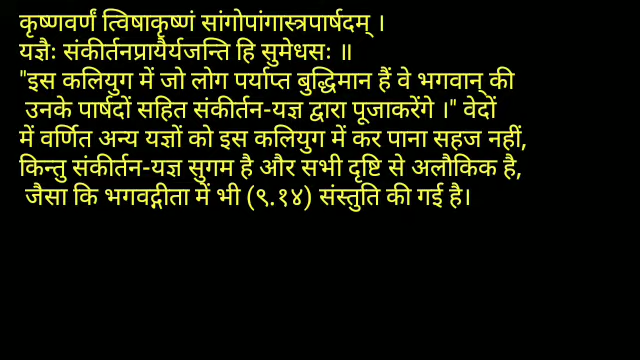 कृष्णवर्णं त्विषाकृष्णं सांगोपांगास्त्रपार्षदम् ।
यज्ञैः संकीर्तनप्रायैर्यजन्ति हि सुमेधसः ॥
"इस कलियुग में जो लोग पर्याप्त बुद्धिमान हैं वे भगवान् की
उनके पार्षदों सहित संकीर्तन-यज्ञ द्वारा पूजाकरेंगे ।" वेदों
में वर्णित अन्य यज्ञों को इस कलियुग में कर पाना सहज नहीं,
किन्तु संकीर्तन-यज्ञ सुगम है और सभी दृष्टि से अलौकिक है,
जैसा कि भगवद्गीता में भी (९.१४) संस्तुति की गई है।